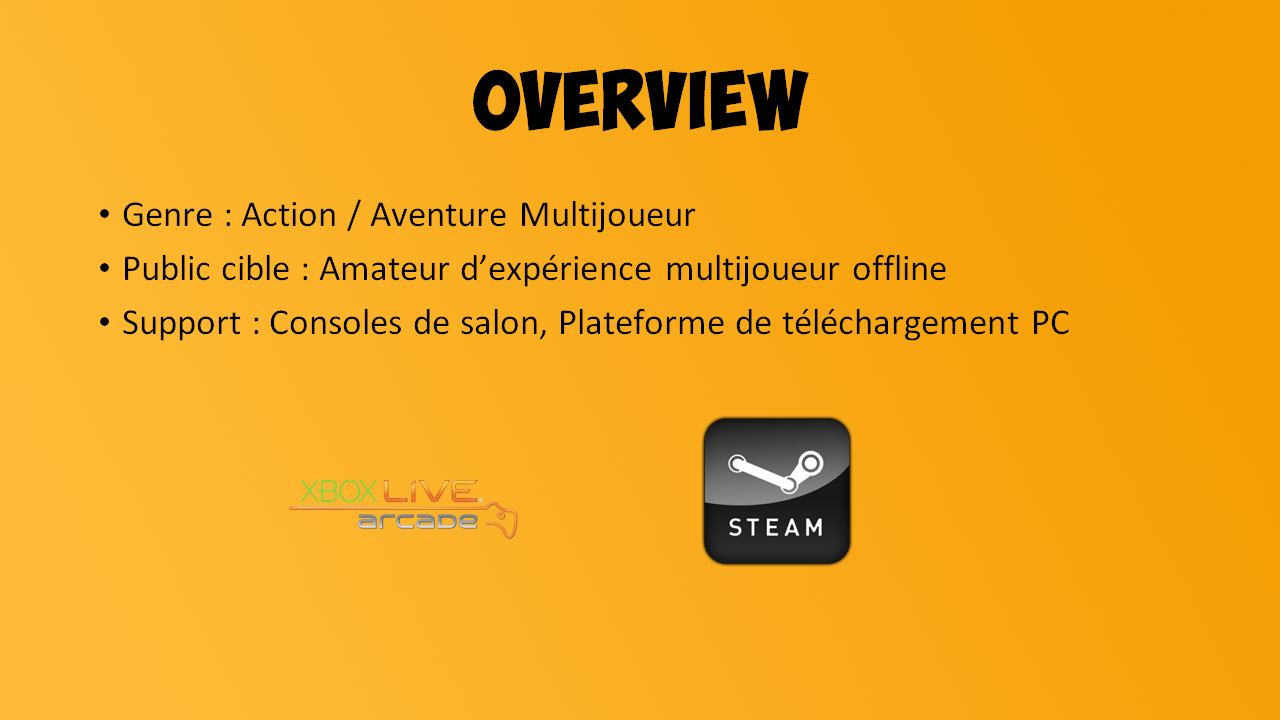 OVERVIEW
• Genre : Action / Aventure Multijoueur
• Public cible : Amateur d’expérience multijoueur offline
• Support : Consoles de salon, Plateforme de téléchargement PC
XBOX LIVE
arcade
STEAM